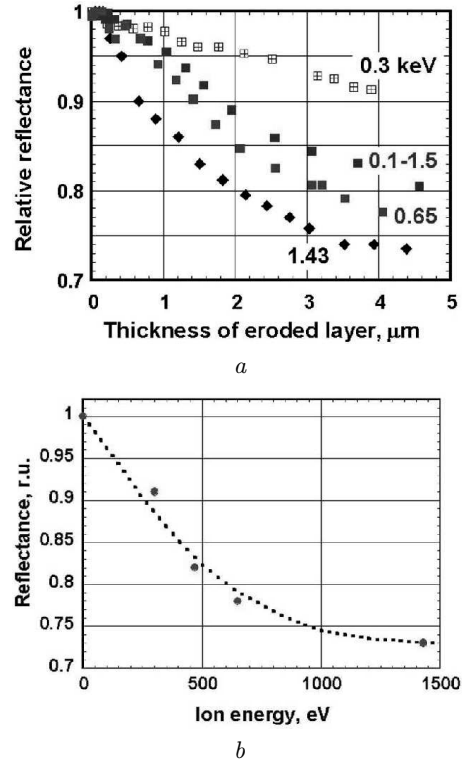 Relative reflectance
1
0.9
0.8
0.7
0.3 keV
0.1-1.5
0.65
1.43
0 0 1 2 3 4 5
Thickness of eroded layer, μm
a
Reflectance, r.u.
1
0.95
0.9
0.85
0.8
0.75
0.7
0 500 1000 1500
Ion energy, eV
b